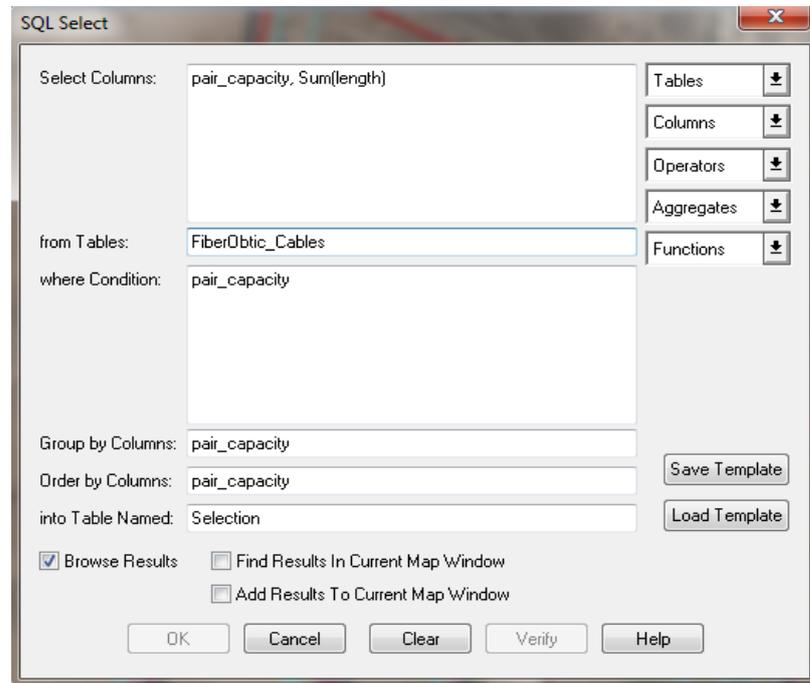 SQL Select
Select Columns: pair_capacity, Sum(length)
Tables
Columns
Operators
Aggregates
Functions
from Tables: FiberObtic_Cables
where Condition: pair_capacity
Group by Columns: pair_capacity
Order by Columns: pair_capacity
into Table Named: Selection
Save Template
Load Template
Browse Results Find Results In Current Map Window
Add Results To Current Map Window
OK Cancel Clear Verify Help